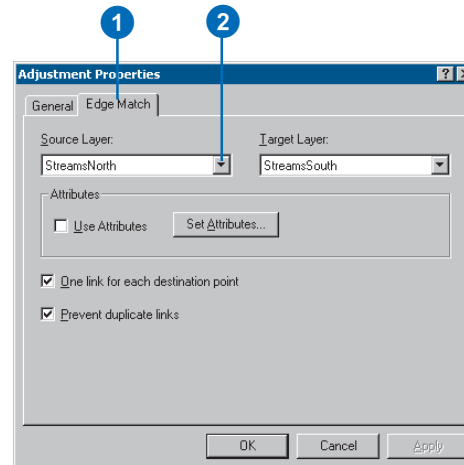 1 2
Adjustment Properties ?
General Edge Match
Source Layer: Target Layer:
StreamsNorth StreamsSouth
Attributes
Use Attributes Set Attributes...
One link for each destination point
Prevent duplicate links
OK Cancel Apply